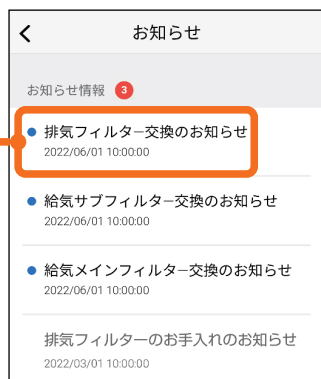 お知らせ
お知らせ情報 3
排気フィルター交換のお知らせ
2022/06/01 10:00:00
給気サブフィルター交換のお知らせ
2022/06/01 10:00:00
給気メインフィルター交換のお知らせ
2022/06/01 10:00:00
排気フィルターのお手入れのお知らせ
2022/03/01 10:00:00